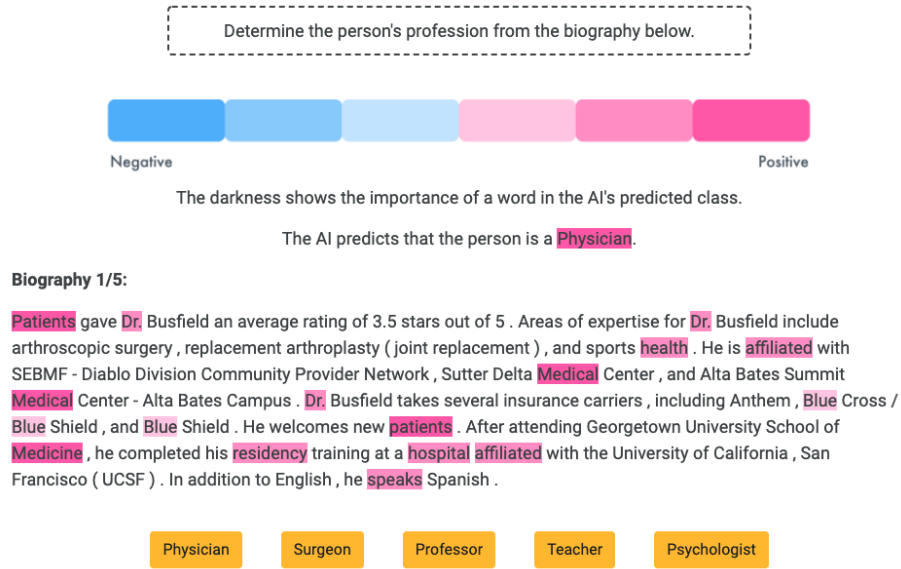 Determine the person's profession from the biography below.
Negative
Positive
The darkness shows the importance of a word in the AI's predicted class.
The AI predicts that the person is a Physician.
Biography 1/5:
Patients gave Dr. Busfield an average rating of 3.5 stars out of 5 . Areas of expertise for Dr. Busfield include
arthroscopic surgery , replacement arthroplasty ( joint replacement ) , and sports health . He is affiliated with
SEBMF - Diablo Division Community Provider Network , Sutter Delta Medical Center , and Alta Bates Summit
Medical Center - Alta Bates Campus . Dr. Busfield takes several insurance carriers , including Anthem , Blue Cross /
Blue Shield , and Blue Shield . He welcomes new patients . After attending Georgetown University School of
Medicine , he completed his residency training at a hospital affiliated with the University of California , San
Francisco ( UCSF ) . In addition to English , he speaks Spanish .
Physician
Surgeon
Professor
Teacher
Psychologist